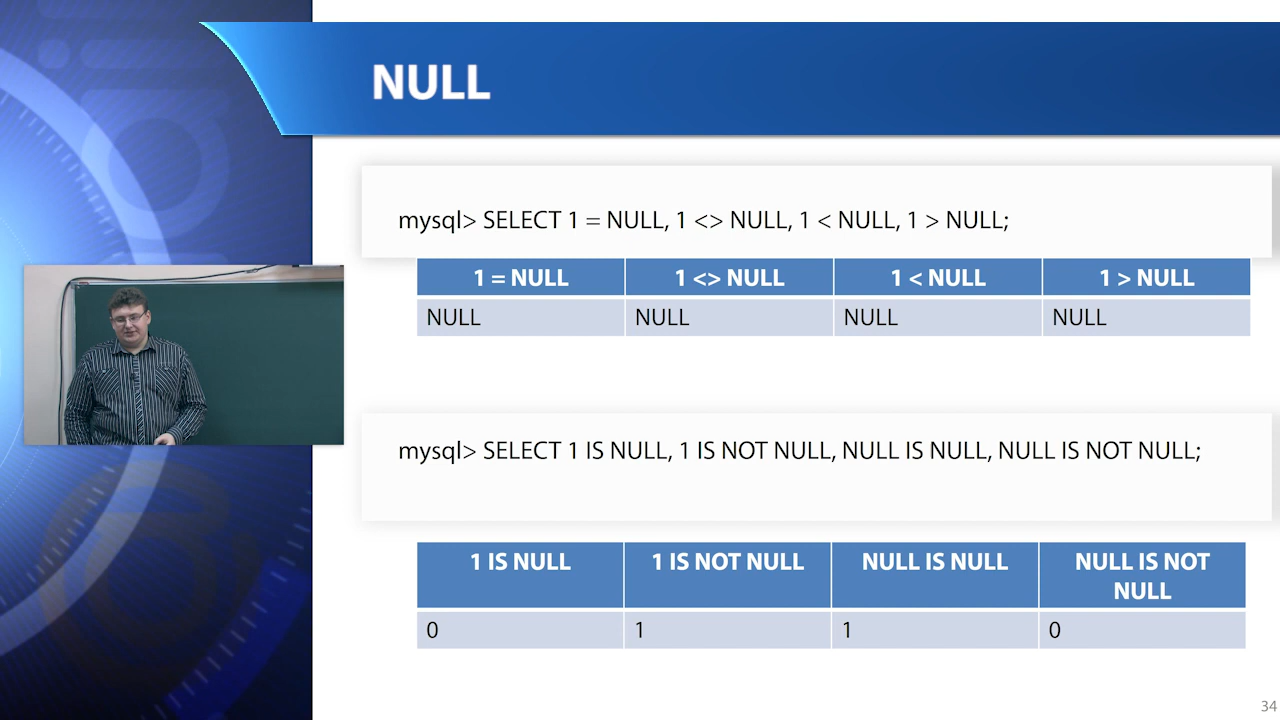 NULL
mysql> SELECT 1 = NULL, 1 <> NULL, 1 < NULL, 1 > NULL;
1 = NULL 1 <> NULL 1 < NULL 1 > NULL
NULL NULL NULL NULL
mysql> SELECT 1 IS NULL, 1 IS NOT NULL, NULL IS NULL, NULL IS NOT NULL;
1 IS NULL 1 IS NOT NULL NULL IS NULL NULL IS NOT
NULL
0 1 1 0
34